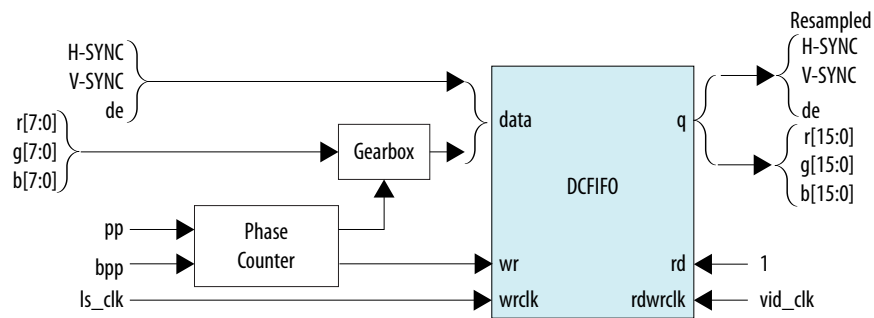 Resampled
H-SYNC
V-SYNC
de
H-SYNC
V-SYNC
de
r[7:0]
g[7:0]
b[7:0]
Gearbox
data
q
r[15:0]
g[15:0]
b[15:0]
DCFIFO
pp
bpp
Phase
Counter
wr
rd
1
ls_clk
wrclk
rdwrclk
vid_clk